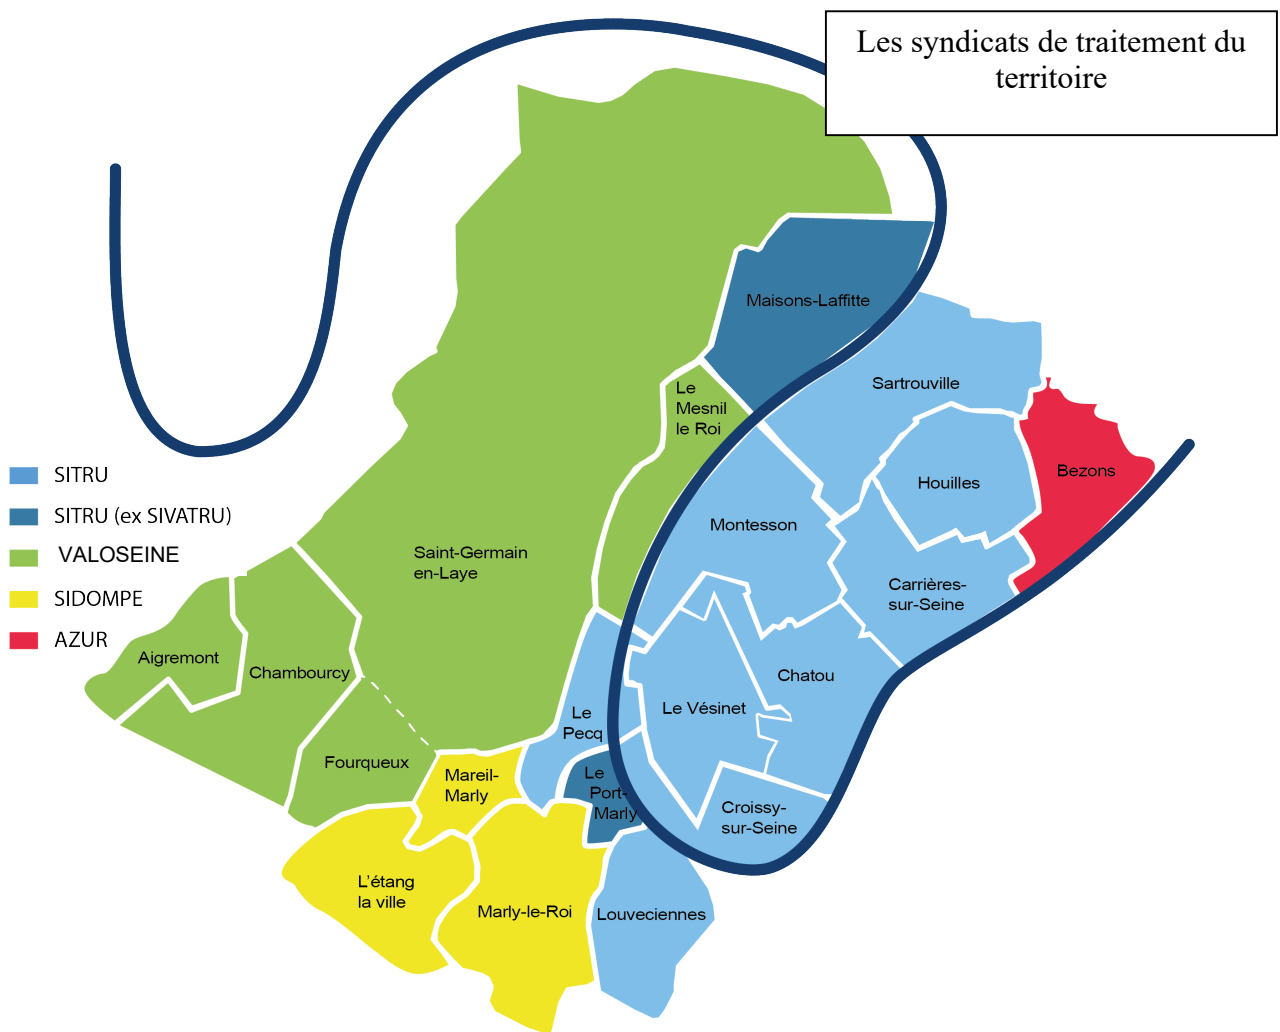 Les syndicats de traitement du
territoire
Maisons-Laffitte
Sartrouville
Le
Mesnil
le Roi
Houilles
Bezons
SITRU
SITRU (ex SIVATRU)
VALOSEINE
SIDOMPE
AZUR
Montesson
Saint-Germain
en-Laye
Carrières-
sur-Seine
Aigremont
Chambourcy
Chatou
Le Vésinet
Le
Pecq
Fourqueux
Mareil-
Marly
Le
Port-
Marly
Croissy-
sur-Seine
L'étang
la ville
Marly-le-Roi
Louveciennes